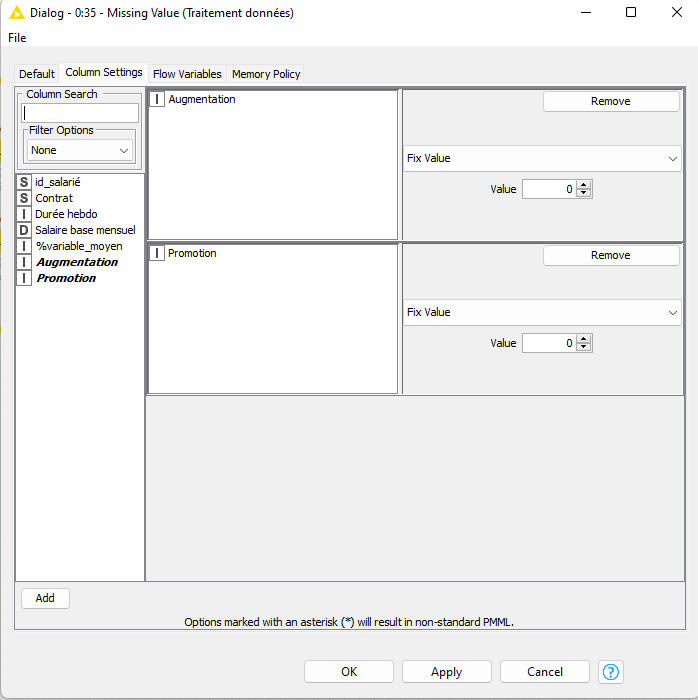 Dialog - 0:35 - Missing Value (Traitement données)
File
Default Column Settings Flow Variables Memory Policy
Column Search
Filter Options
None
S id_salarié
S Contrat
I Durée hebdo
D Salaire base mensuel
I %variable_moyen
I Augmentation
I Promotion
Add
I Augmentation
Remove
Fix Value
Value 0
I Promotion
Remove
Fix Value
Value 0
Options marked with an asterisk (*) will result in non-standard PMML.
OK Apply Cancel ?